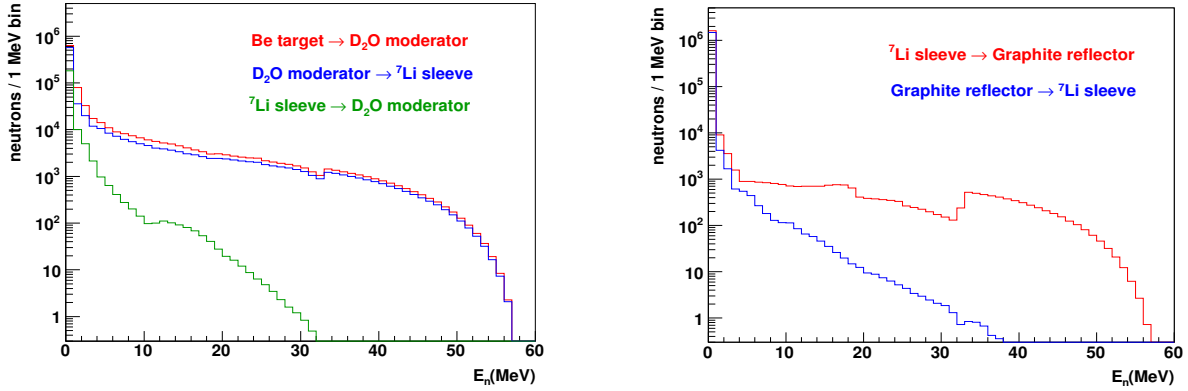 neutrons / 1 MeV bin
10⁶
10⁵
10⁴
10³
10²
10
1
Be target → D₂O moderator
D₂O moderator → ⁷Li sleeve
⁷Li sleeve → D₂O moderator
0 10 20 30 40 50 60
Eₙ(MeV)
neutrons / 1 MeV bin
10⁶
10⁵
10⁴
10³
10²
10
1
⁷Li sleeve → Graphite reflector
Graphite reflector → ⁷Li sleeve
0 10 20 30 40 50 60
Eₙ(MeV)